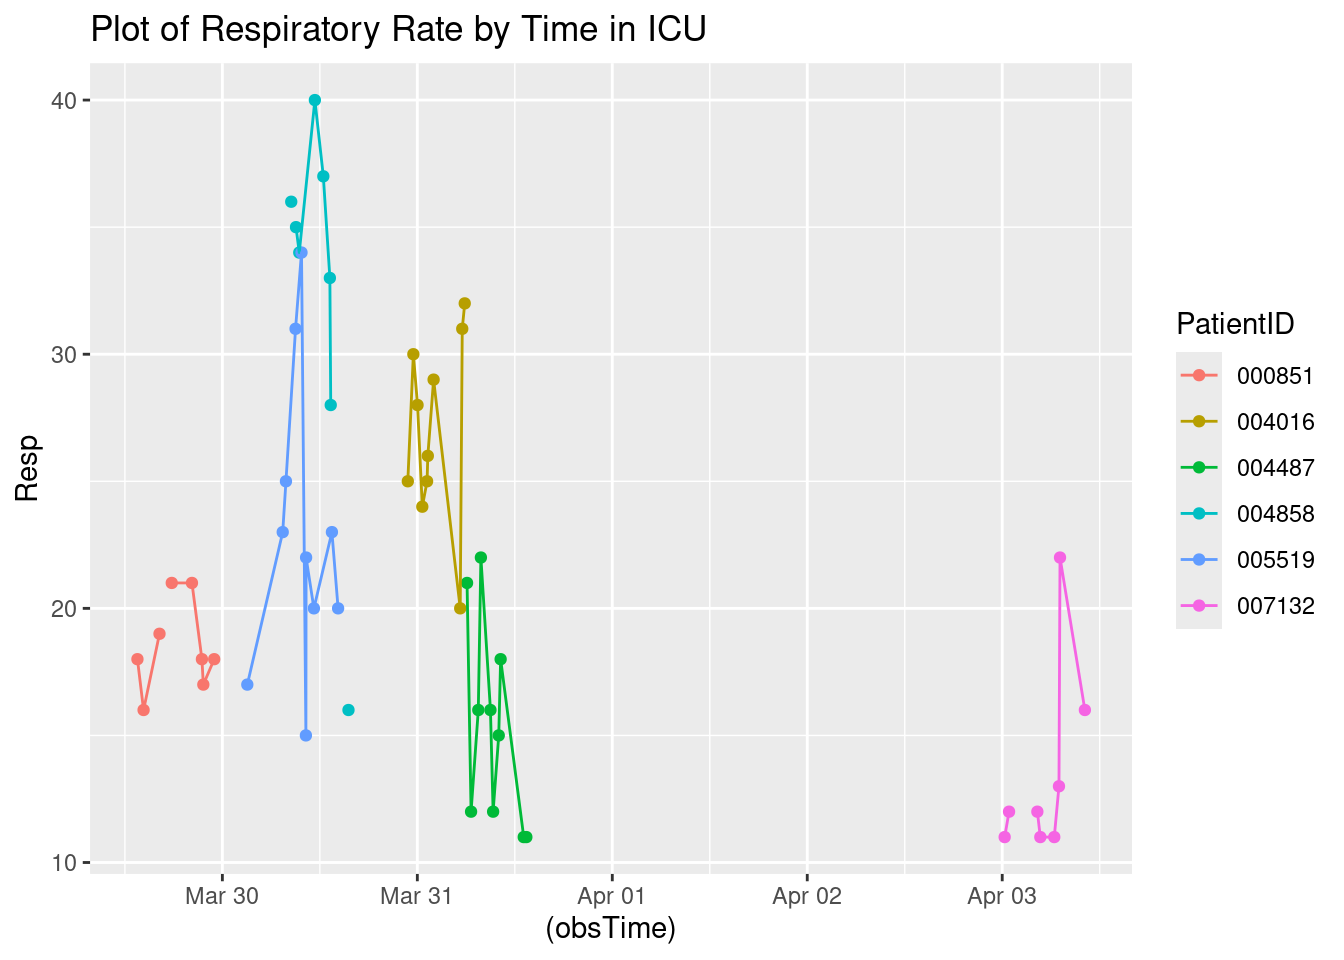 Plot of Respiratory Rate by Time in ICU
40
30
20
10
Resp
Mar 30
Mar 31
Apr 01
Apr 02
Apr 03
(obsTime)
PatientID
000851
004016
004487
004858
005519
007132